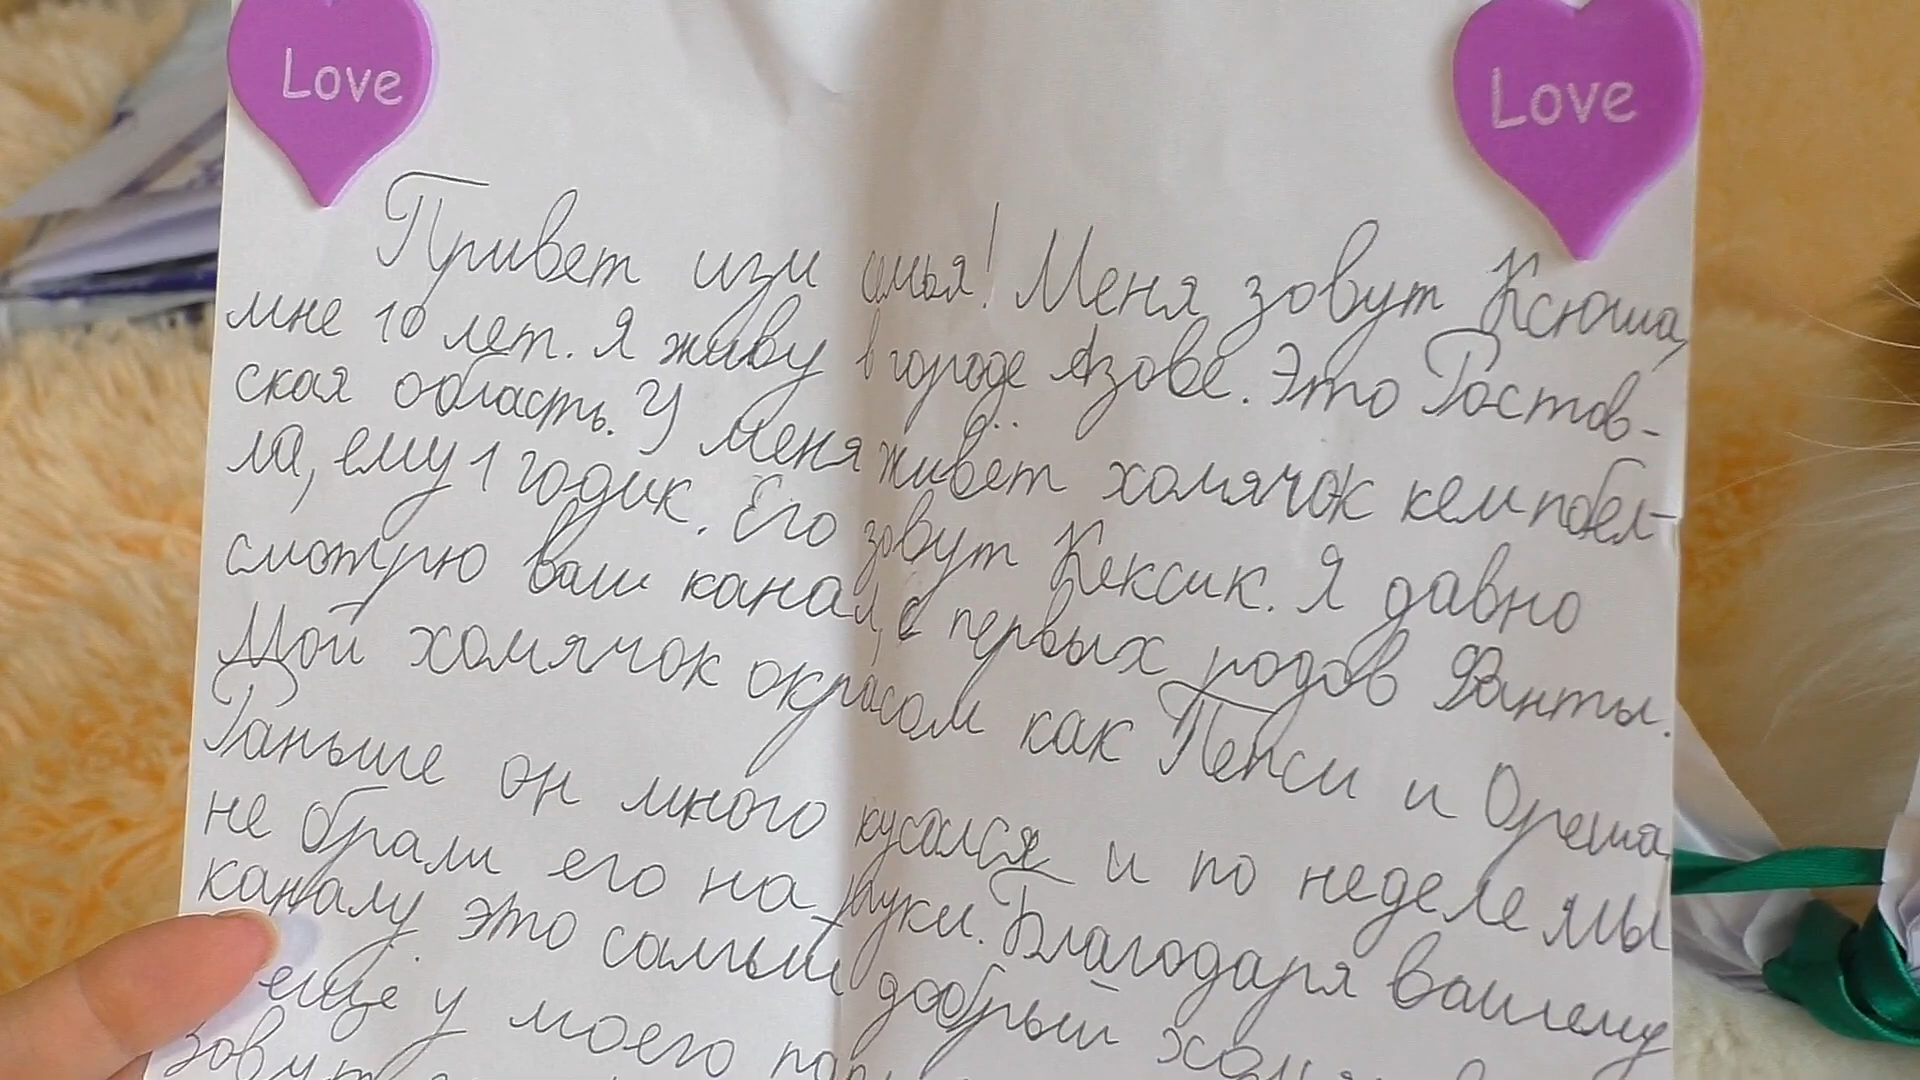 Love
Love
Привет изи семья! Меня зовут Ксюша,
мне 10 лет. Я живу в городе Азове. Это Ростов-
ская область. У меня живёт хомячок кемпбел-
ла, ему 1 годик. Его зовут Кексик. Я давно
смотрю ваш канал, с первых родов Фанты.
Мой хомячок окрасом как Пепси и Ореша.
Раньше он много кусался и по неделе мы
не брали его на руки. Благодаря вашему
каналу это самый добрый
еще у моего
зовут